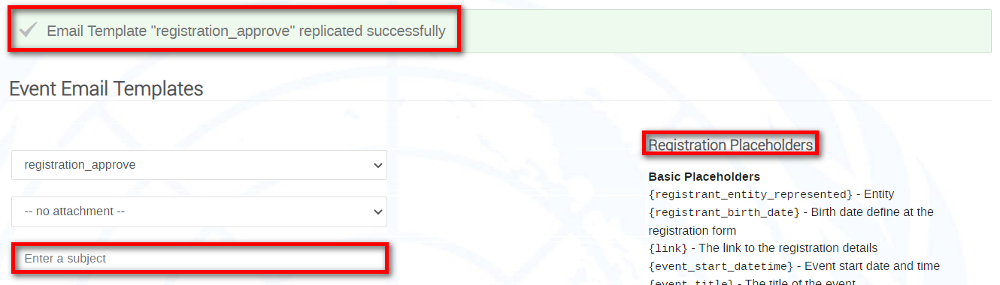 Email Template "registration_approve" replicated successfully
Event Email Templates
registration_approve
-- no attachment --
Enter a subject
Registration Placeholders
Basic Placeholders
{registrant_entity_represented} - Entity
{registrant_birth_date} - Birth date define at the
registration form
{link} - The link to the registration details
{event_start_datetime} - Event start date and time
{event_title} - The title of the event